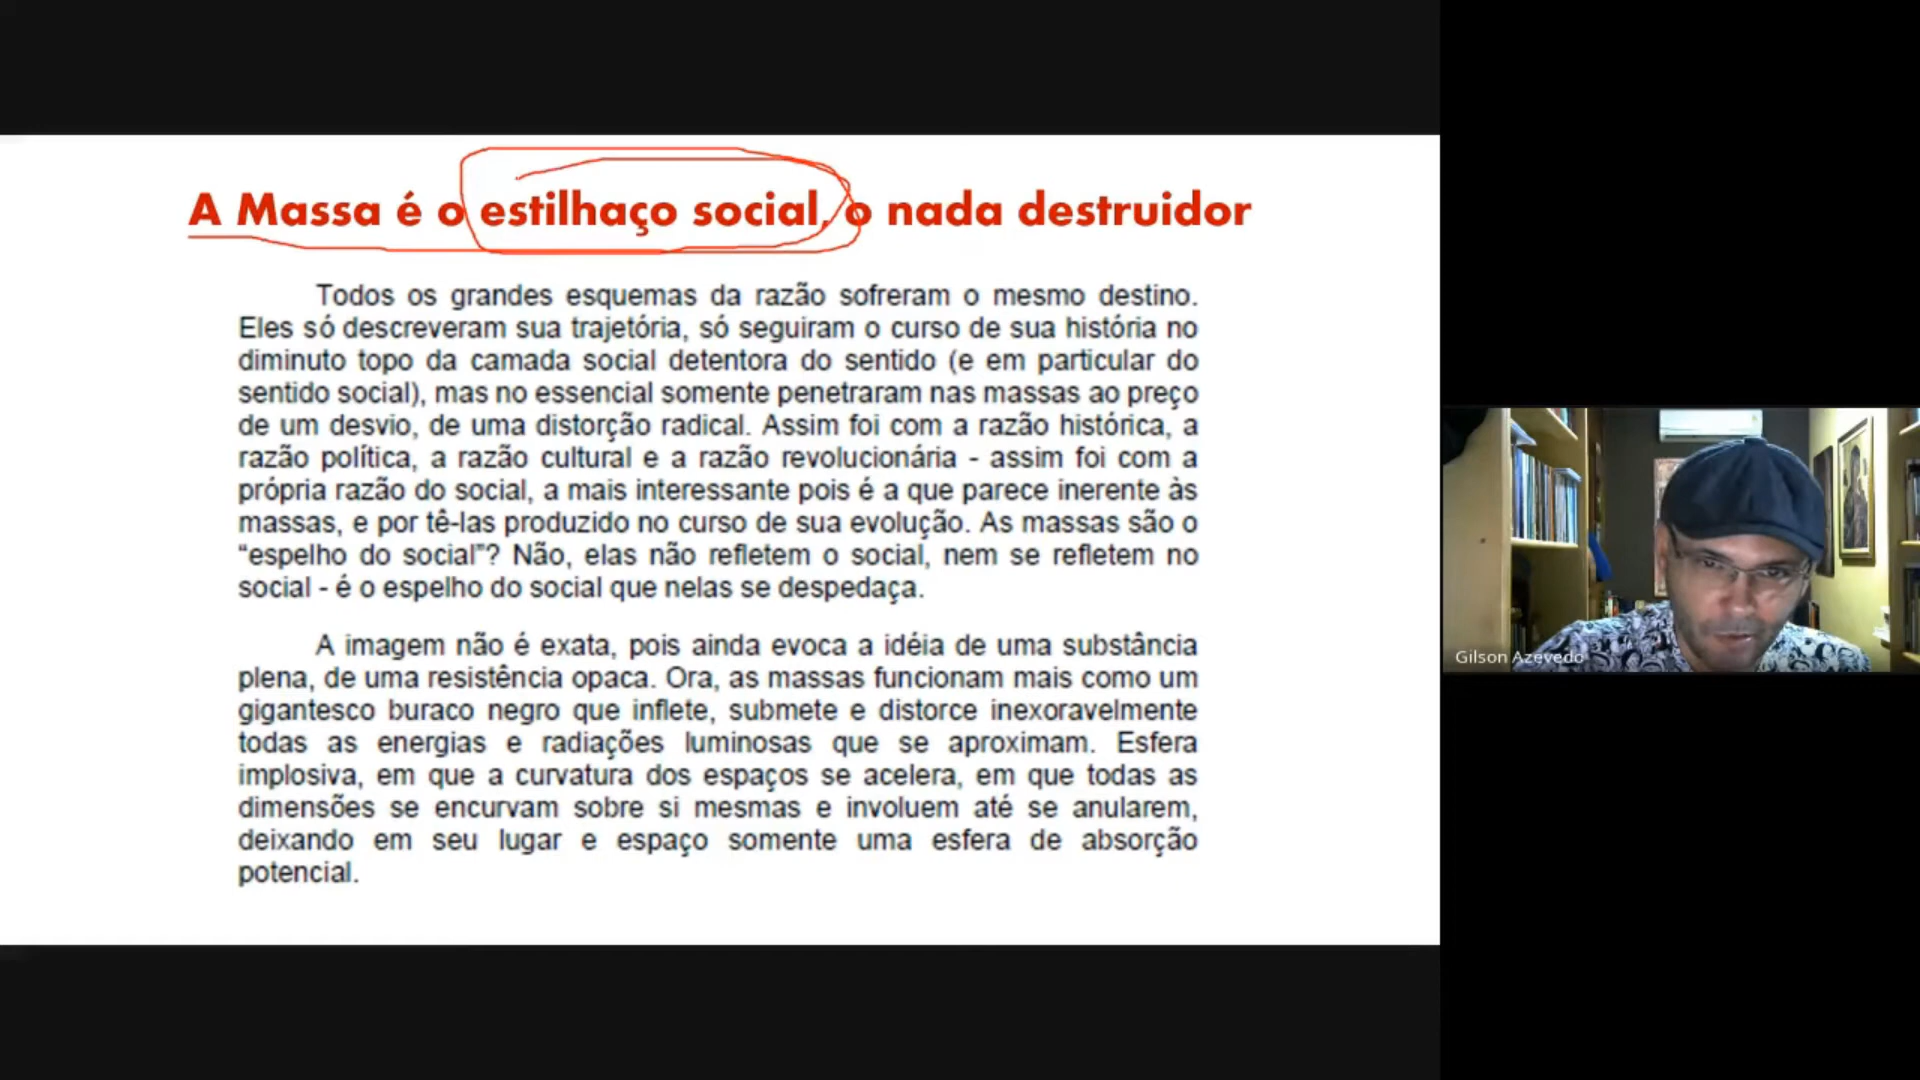 A Massa é o estilhaço social, o nada destruidor
Todos os grandes esquemas da razão sofreram o mesmo destino.
Eles só descreveram sua trajetória, só seguiram o curso de sua história no
diminuto topo da camada social detentora do sentido (e em particular do
sentido social), mas no essencial somente penetraram nas massas ao preço
de um desvio, de uma distorção radical. Assim foi com a razão histórica, a
razão política, a razão cultural e a razão revolucionária - assim foi com a
própria razão do social, a mais interessante pois é a que parece inerente às
massas, e por tê-las produzido no curso de sua evolução. As massas são o
“espelho do social”? Não, elas não refletem o social, nem se refletem no
social - é o espelho do social que nelas se despedaça.
A imagem não é exata, pois ainda evoca a idéia de uma substância
plena, de uma resistência opaca. Ora, as massas funcionam mais como um
gigantesco buraco negro que inflete, submete e distorce inexoravelmente
todas as energias e radiações luminosas que se aproximam. Esfera
implosiva, em que a curvatura dos espaços se acelera, em que todas as
dimensões se encurvam sobre si mesmas e involuem até se anularem,
deixando em seu lugar e espaço somente uma esfera de absorção
potencial.
Gilson Azevedo